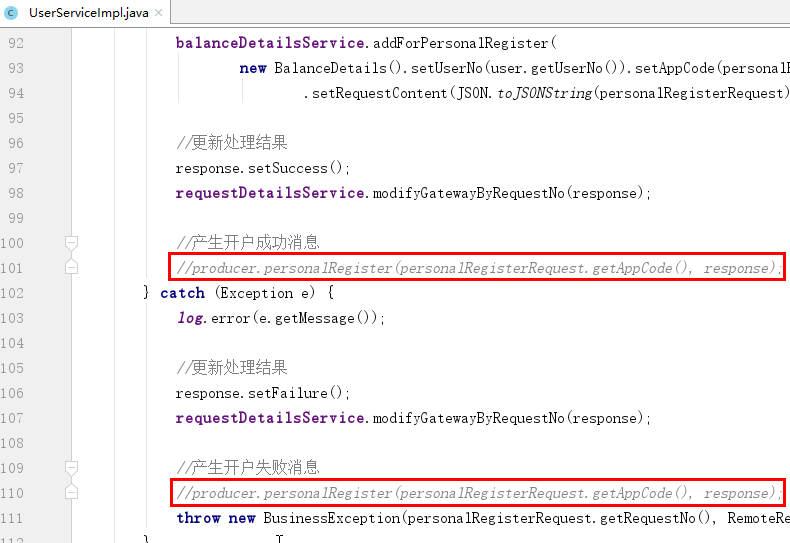 UserServiceImpl.java
92 balanceDetailsService.addForPersonalRegister(
93 new BalanceDetails().setUserNo(user.getUserNo()).setAppCode(personalR
94 .setRequestContent(JSON.toJSONString(personalRegisterRequest)
95
96 //更新处理结果
97 response.setSuccess();
98 requestDetailsService.modifyGatewayByRequestNo(response);
99
100 //产生开户成功消息
101 //producer.personalRegister(personalRegisterRequest.getAppCode(), response);
102 } catch (Exception e) {
103 log.error(e.getMessage());
104
105 //更新处理结果
106 response.setFailure();
107 requestDetailsService.modifyGatewayByRequestNo(response);
108
109 //产生开户失败消息
110 //producer.personalRegister(personalRegisterRequest.getAppCode(), response);
111 throw new BusinessException(personalRegisterRequest.getRequestNo(), RemoteRe
112 }